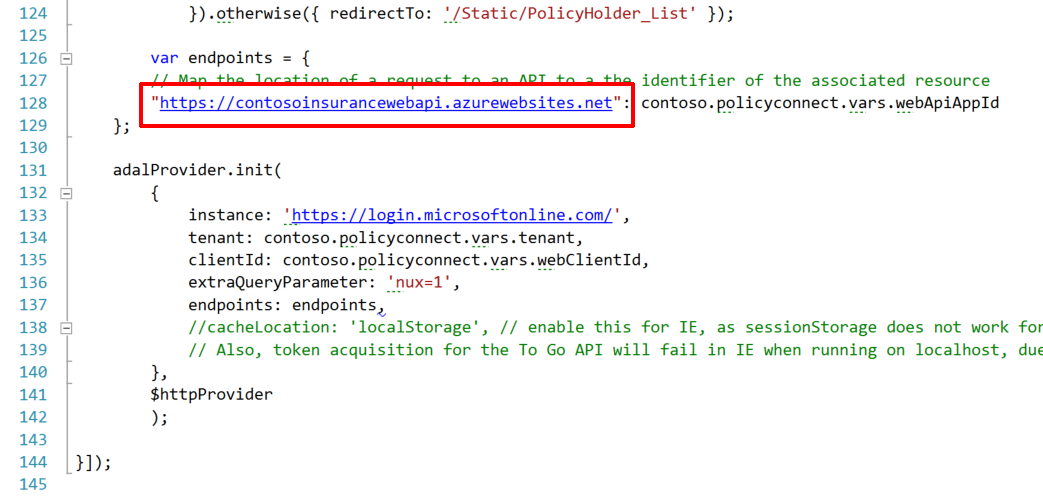 124 }).otherwise({ redirectTo: '/Static/PolicyHolder_List' });
125
126 var endpoints = {
127 // Map the location of a request to an API to a the identifier of the associated resource
128 "https://contosoinsurancewebapi.azurewebsites.net": contoso.policyconnect.vars.webApiAppId
129 };
130
131 adalProvider.init(
132 {
133 instance: 'https://login.microsoftonline.com/',
134 tenant: contoso.policyconnect.vars.tenant,
135 clientId: contoso.policyconnect.vars.webClientId,
136 extraQueryParameter: 'nux=1',
137 endpoints: endpoints,
138 //cacheLocation: 'localStorage', // enable this for IE, as sessionStorage does not work for
139 // Also, token acquisition for the To Go API will fail in IE when running on localhost, due
140 },
141 $httpProvider
142 );
143
144 }]);
145